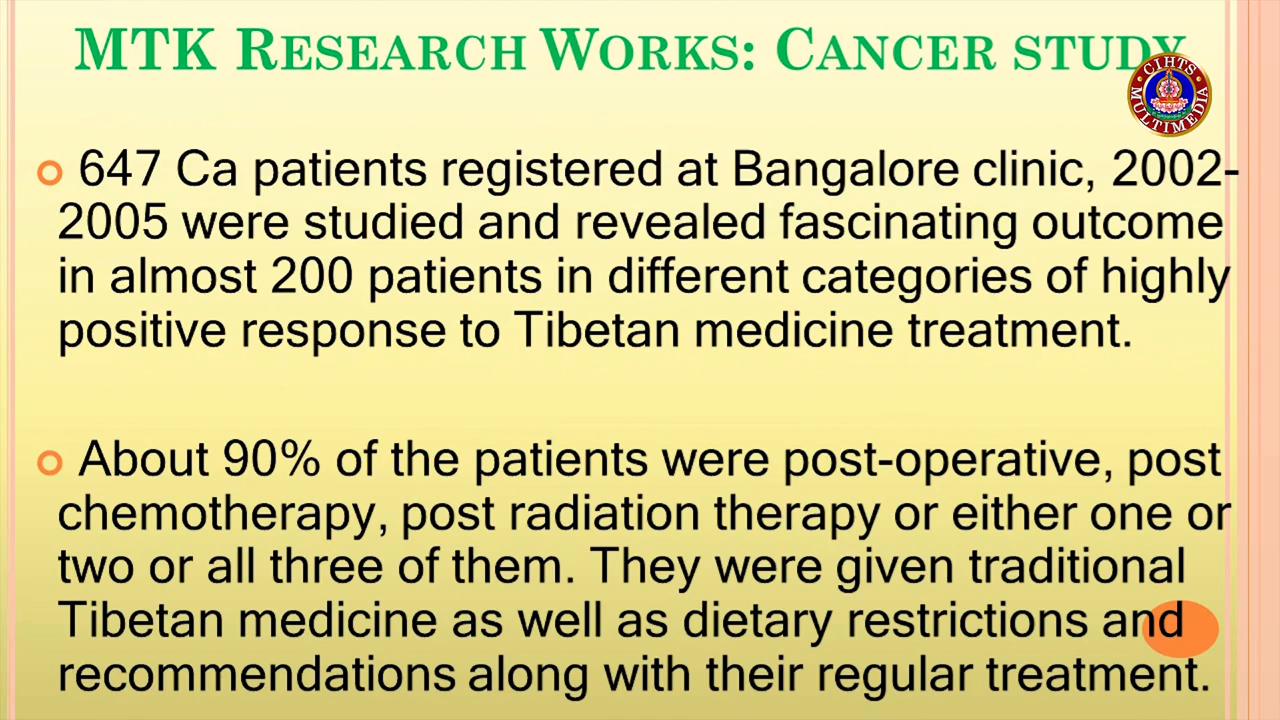 MTK RESEARCH WORKS: CANCER STUDY
CIHTS
MULTIMEDIA
647 Ca patients registered at Bangalore clinic, 2002-
2005 were studied and revealed fascinating outcome
in almost 200 patients in different categories of highly
positive response to Tibetan medicine treatment.
About 90% of the patients were post-operative, post
chemotherapy, post radiation therapy or either one or
two or all three of them. They were given traditional
Tibetan medicine as well as dietary restrictions and
recommendations along with their regular treatment.